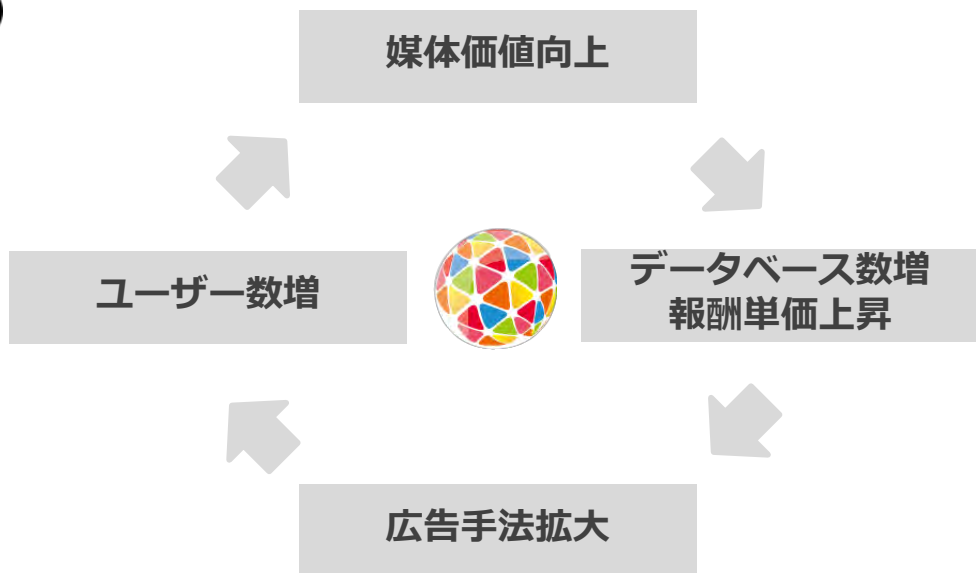 媒体価値向上
ユーザー数増
データベース数増
報酬単価上昇
広告手法拡大